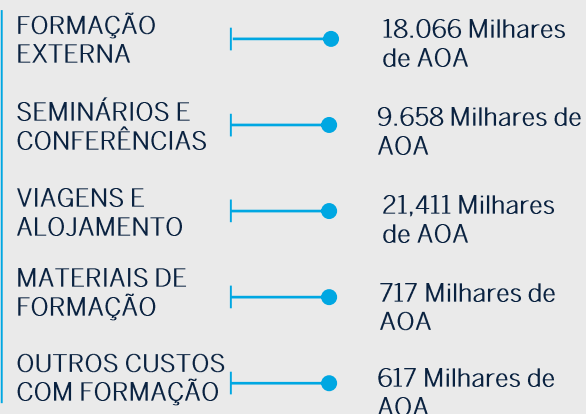 FORMAÇÃO
EXTERNA
18.066 Milhares
de AOA
SEMINÁRIOS E
CONFERÊNCIAS
9.658 Milhares de
AOA
VIAGENS E
ALOJAMENTO
21,411 Milhares
de AOA
MATERIAIS DE
FORMAÇÃO
717 Milhares de
AOA
OUTROS CUSTOS
COM FORMAÇÃO
617 Milhares de
AOA